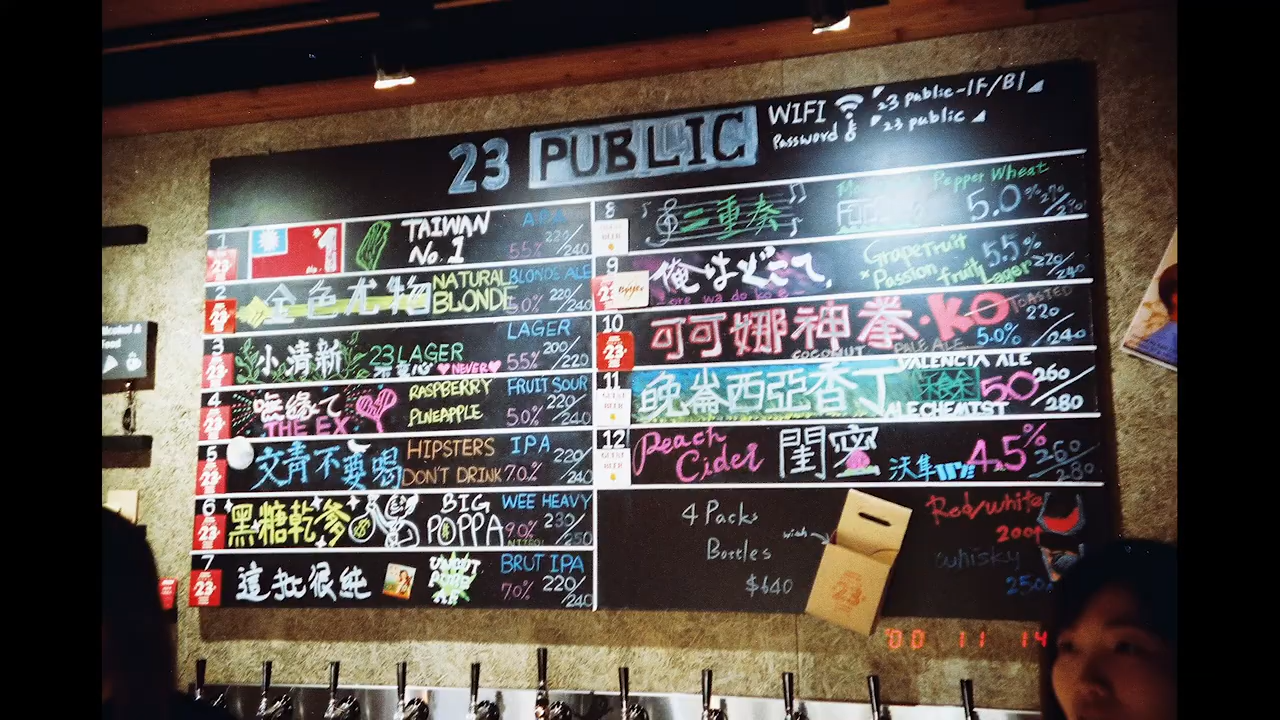 23 PUBLIC
WIFI 23 public-1F/B1
Password 23 public
1 TAIWAN No.1 APA 5.5% 220/240
2 金色尤物 NATURAL BLONDE BLONDE ALE 5.0% 220/240
3 小清新 23 LAGER NEVER LAGER 5.5% 200/220
4 THE EX RASPBERRY PINEAPPLE FRUIT SOUR 5.0% 220/240
5 文青不要喝 HIPSTERS DON'T DRINK IPA 7.0% 220/240
6 黑糖乾爹 BIG POPPA WEE HEAVY 9.0% 230/250
7 這批很純 BRUT IPA 7.0% 220/240
8 二重奏 Pepper Wheat 5.0%
9 俺はどこで Ore wa doko e Grapefruit Passion fruit Lager 5.5% 220/240
10 可可娜神拳·KO COCONUT PALE ALE TOASTED 5.0% 220/240
11 晚崙西亞香丁 VALENCIA ALE ALECHEMIST 5.0 260/280
12 Peach Cider 閨蜜 4.5% 260/280
4 Packs
Bottles
with
$640
Red/white
200
whisky
250
'00 11 14